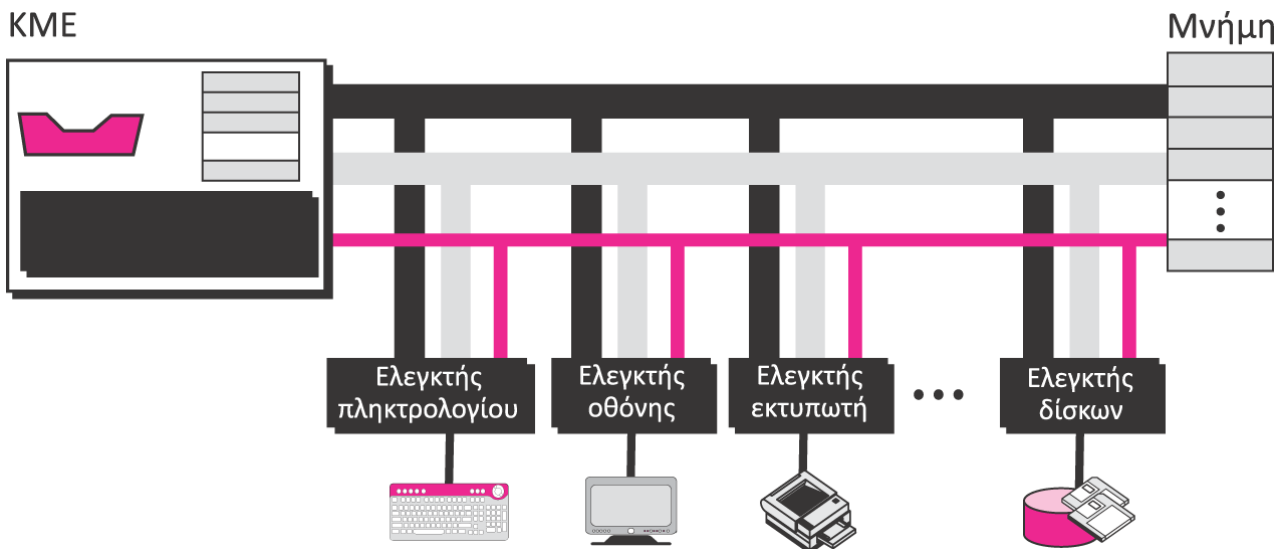 ΚΜΕ
Μνήμη
Ελεγκτής
πληκτρολογίου
Ελεγκτής
οθόνης
Ελεγκτής
εκτυπωτή
Ελεγκτής
δίσκων